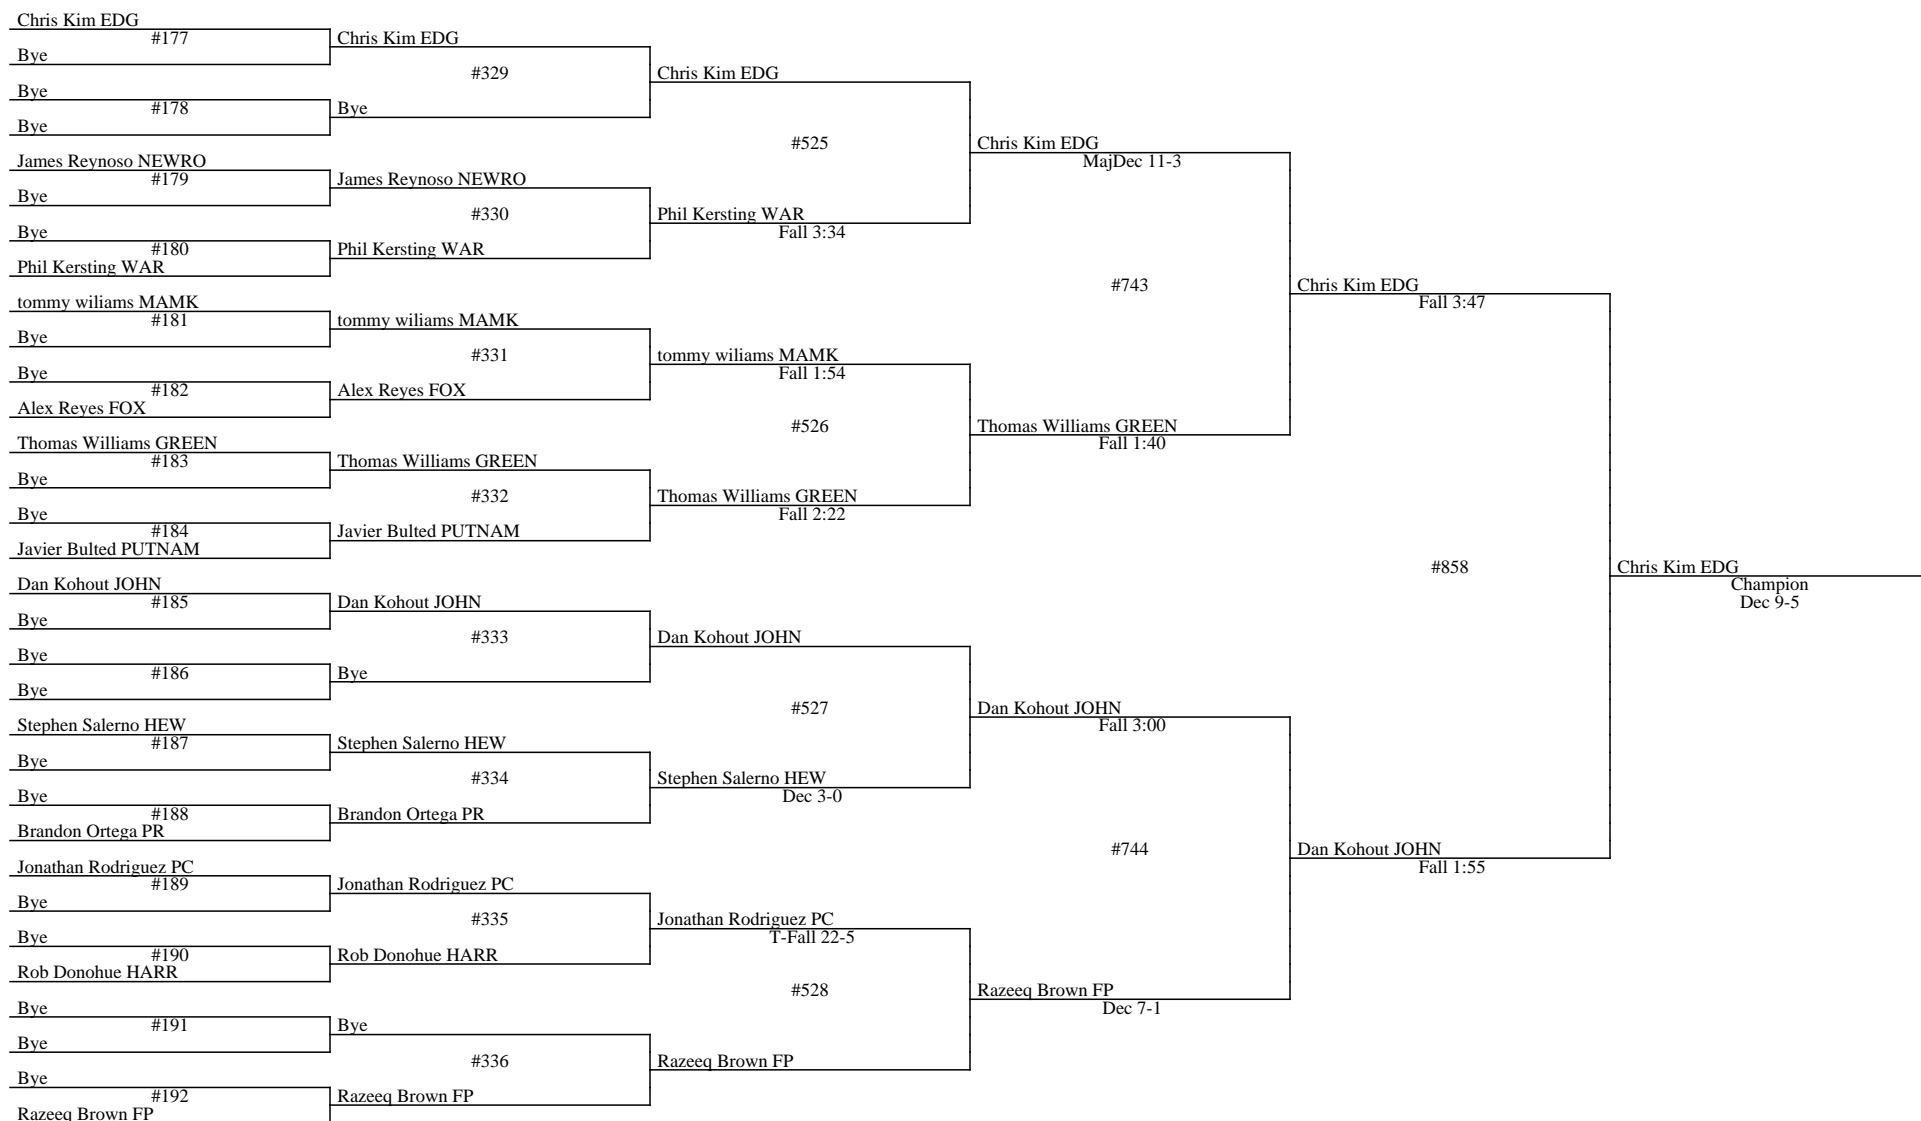 Chris Kim EDG
#177
Bye
Bye
#178
Bye
James Reynoso NEWRO
#179
Bye
Bye
#180
Phil Kersting WAR
tommy wiliams MAMK
#181
Bye
Bye
#182
Alex Reyes FOX
Thomas Williams GREEN
#183
Bye
Bye
#184
Javier Bulted PUTNAM
Dan Kohout JOHN
#185
Bye
Bye
#186
Bye
Stephen Salerno HEW
#187
Bye
Bye
#188
Brandon Ortega PR
Jonathan Rodriguez PC
#189
Bye
Bye
#190
Rob Donohue HARR
Bye
#191
Bye
Bye
#192
Razeeq Brown FP
Chris Kim EDG
#329
Bye
James Reynoso NEWRO
#330
Phil Kersting WAR
tommy wiliams MAMK
#331
Alex Reyes FOX
Thomas Williams GREEN
#332
Javier Bulted PUTNAM
Dan Kohout JOHN
#333
Bye
Stephen Salerno HEW
#334
Brandon Ortega PR
Jonathan Rodriguez PC
#335
Rob Donohue HARR
Bye
#336
Razeeq Brown FP
Chris Kim EDG
#525
Phil Kersting WAR
Fall 3:34
tommy wiliams MAMK
Fall 1:54
#526
Thomas Williams GREEN
Fall 2:22
Dan Kohout JOHN
#527
Stephen Salerno HEW
Dec 3-0
Jonathan Rodriguez PC
T-Fall 22-5
#528
Razeeq Brown FP
Chris Kim EDG
MajDec 11-3
#743
Thomas Williams GREEN
Fall 1:40
Dan Kohout JOHN
Fall 3:00
#744
Razeeq Brown FP
Dec 7-1
Chris Kim EDG
Fall 3:47
#858
Dan Kohout JOHN
Fall 1:55
Chris Kim EDG
Champion
Dec 9-5